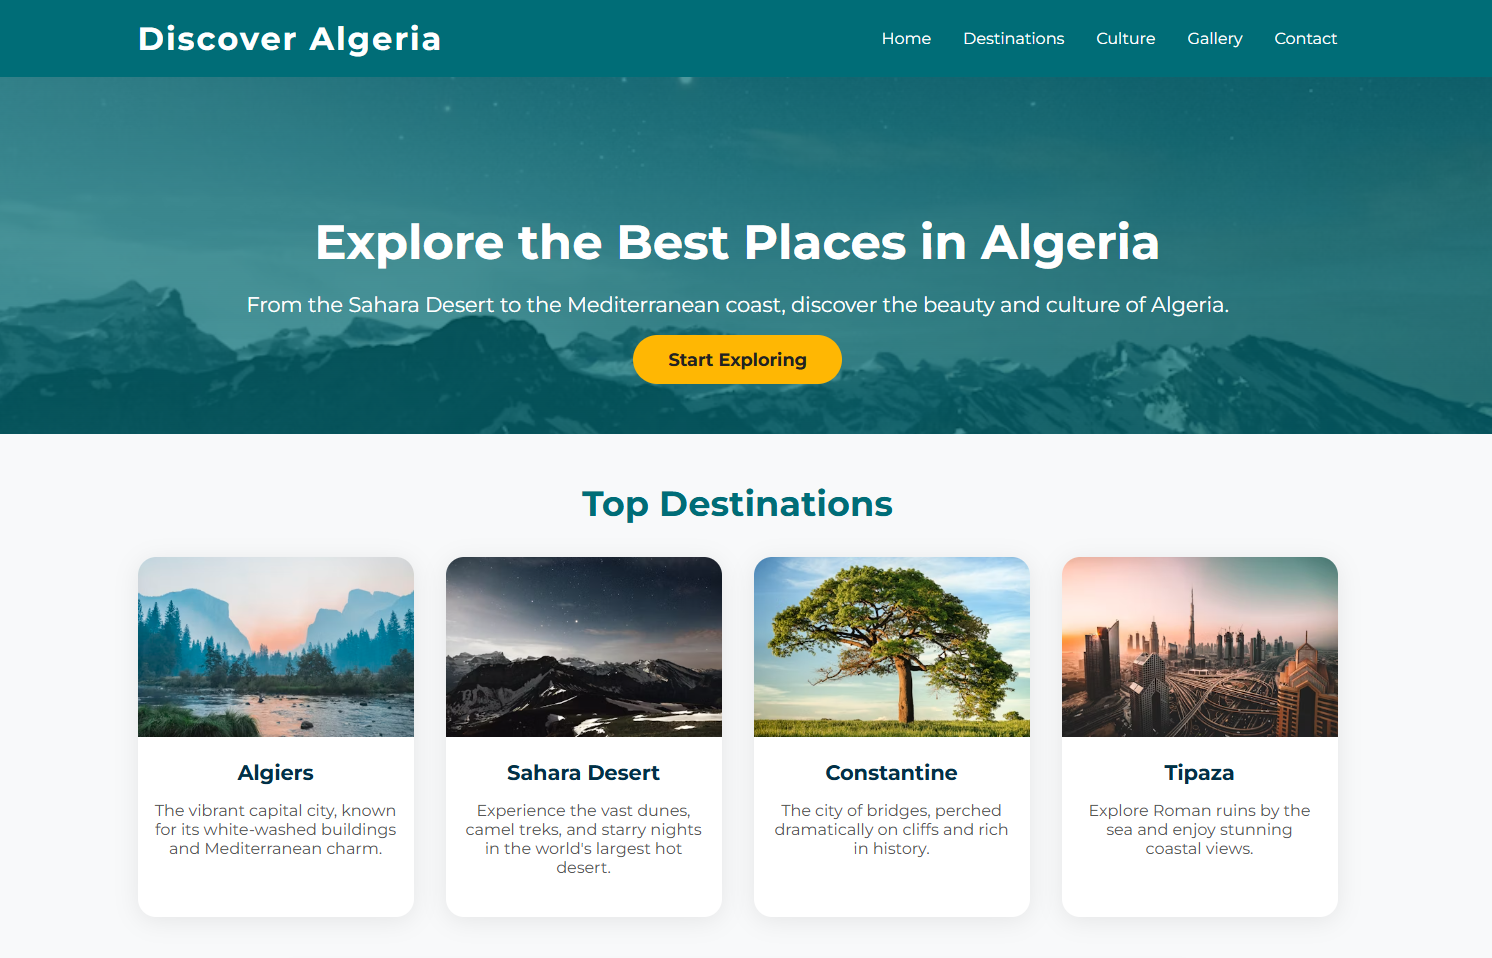 Discover Algeria
Home Destinations Culture Gallery Contact
Explore the Best Places in Algeria
From the Sahara Desert to the Mediterranean coast, discover the beauty and culture of Algeria.
Start Exploring
Top Destinations
Algiers
The vibrant capital city, known
for its white-washed buildings
and Mediterranean charm.
Sahara Desert
Experience the vast dunes,
camel treks, and starry nights
in the world's largest hot
desert.
Constantine
The city of bridges, perched
dramatically on cliffs and rich
in history.
Tipaza
Explore Roman ruins by the
sea and enjoy stunning
coastal views.